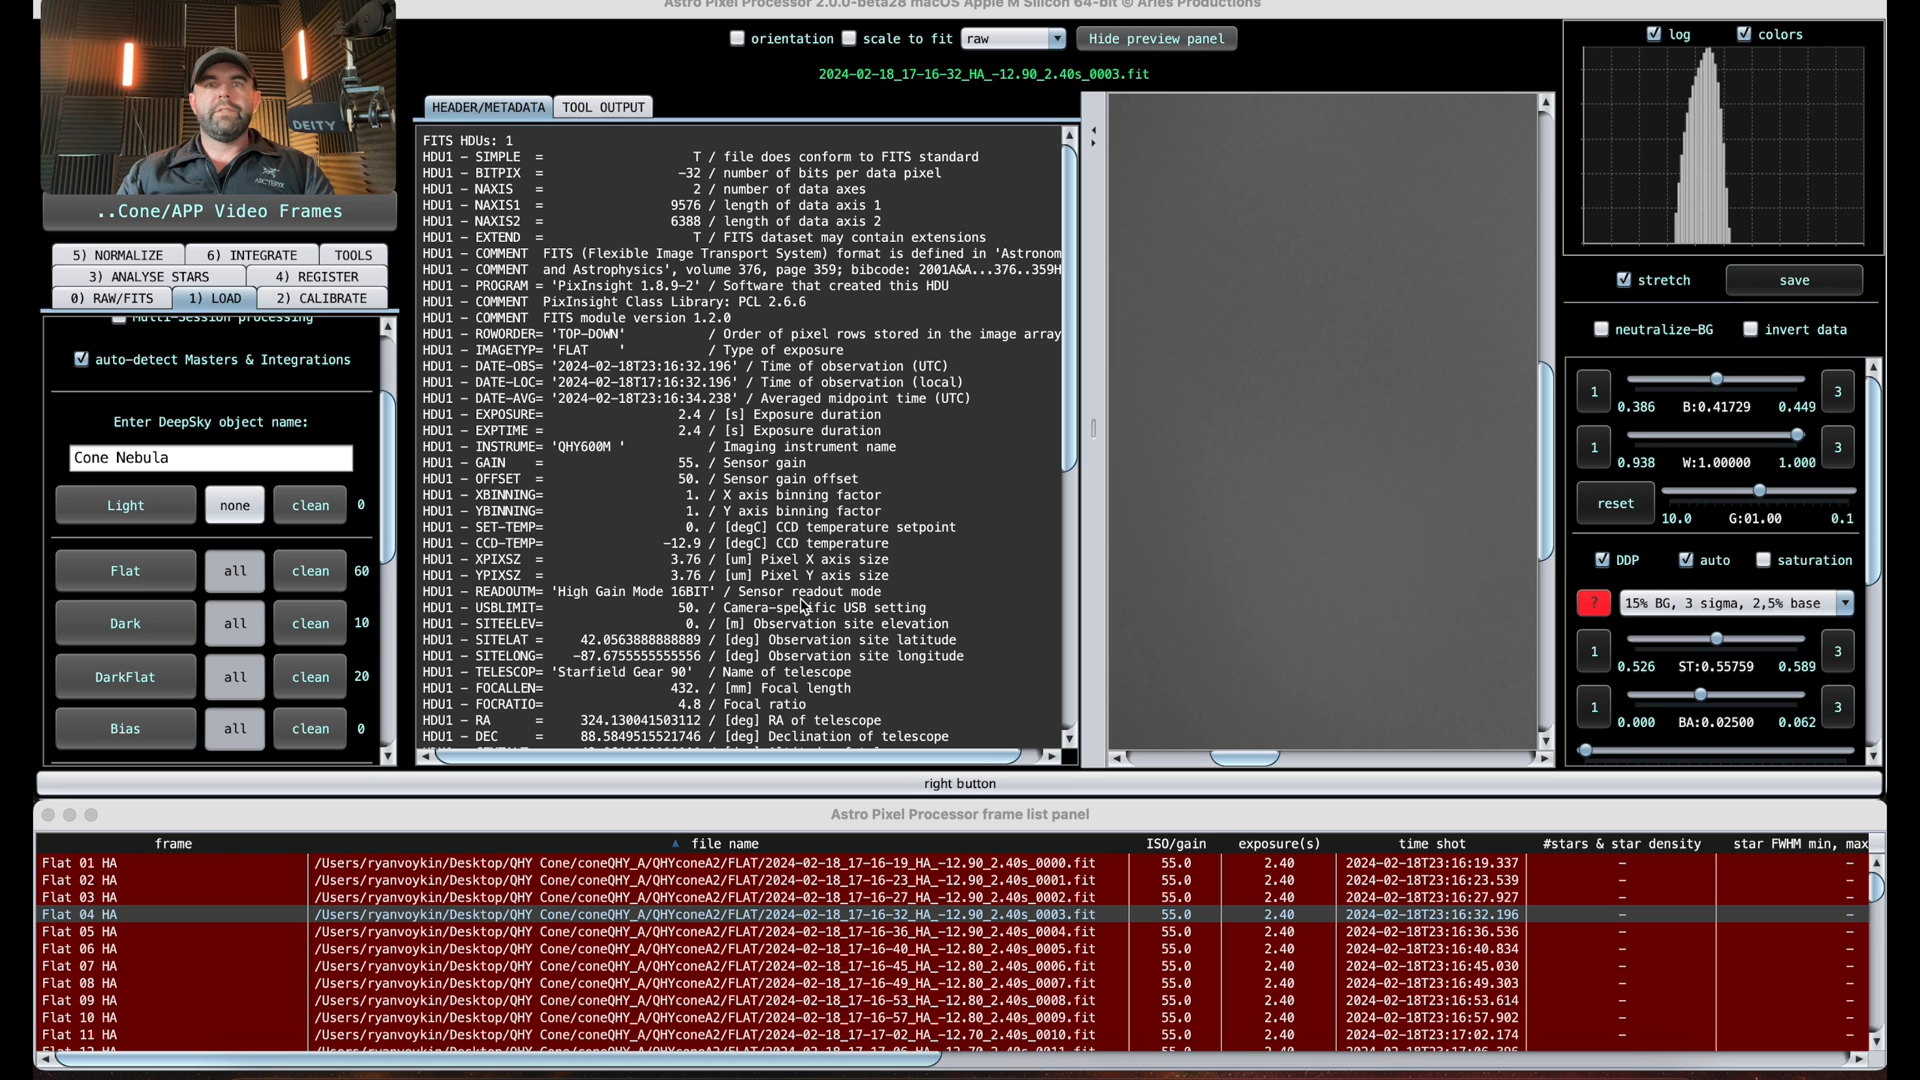 Astro Pixel Processor 2.0.0-beta28 macOS Apple M Silicon 64-bit © Aries Productions
DEITY
ARC'TERYX
..Cone/APP Video Frames
5) NORMALIZE 6) INTEGRATE TOOLS
3) ANALYSE STARS 4) REGISTER
0) RAW/FITS 1) LOAD 2) CALIBRATE
Multi-Session processing
auto-detect Masters & Integrations
Enter DeepSky object name:
Cone Nebula
Light none clean 0
Flat all clean 60
Dark all clean 10
DarkFlat all clean 20
Bias all clean 0
orientation scale to fit raw Hide preview panel
2024-02-18_17-16-32_HA_-12.90_2.40s_0003.fit
HEADER/METADATA TOOL OUTPUT
FITS HDUs: 1
HDU1 - SIMPLE = T / file does conform to FITS standard
HDU1 - BITPIX = -32 / number of bits per data pixel
HDU1 - NAXIS = 2 / number of data axes
HDU1 - NAXIS1 = 9576 / length of data axis 1
HDU1 - NAXIS2 = 6388 / length of data axis 2
HDU1 - EXTEND = T / FITS dataset may contain extensions
HDU1 - COMMENT FITS (Flexible Image Transport System) format is defined in 'Astronom
HDU1 - COMMENT and Astrophysics', volume 376, page 359; bibcode: 2001A&A...376..359H
HDU1 - PROGRAM = 'PixInsight 1.8.9-2' / Software that created this HDU
HDU1 - COMMENT PixInsight Class Library: PCL 2.6.6
HDU1 - COMMENT FITS module version 1.2.0
HDU1 - ROWORDER= 'TOP-DOWN' / Order of pixel rows stored in the image array
HDU1 - IMAGETYP= 'FLAT ' / Type of exposure
HDU1 - DATE-OBS= '2024-02-18T23:16:32.196' / Time of observation (UTC)
HDU1 - DATE-LOC= '2024-02-18T17:16:32.196' / Time of observation (local)
HDU1 - DATE-AVG= '2024-02-18T23:16:34.238' / Averaged midpoint time (UTC)
HDU1 - EXPOSURE= 2.4 / [s] Exposure duration
HDU1 - EXPTIME = 2.4 / [s] Exposure duration
HDU1 - INSTRUME= 'QHY600M ' / Imaging instrument name
HDU1 - GAIN = 55. / Sensor gain
HDU1 - OFFSET = 50. / Sensor gain offset
HDU1 - XBINNING= 1. / X axis binning factor
HDU1 - YBINNING= 1. / Y axis binning factor
HDU1 - SET-TEMP= 0. / [degC] CCD temperature setpoint
HDU1 - CCD-TEMP= -12.9 / [degC] CCD temperature
HDU1 - XPIXSZ = 3.76 / [um] Pixel X axis size
HDU1 - YPIXSZ = 3.76 / [um] Pixel Y axis size
HDU1 - READOUTM= 'High Gain Mode 16BIT' / Sensor readout mode
HDU1 - USBLIMIT= 50. / Camera-specific USB setting
HDU1 - SITEELEV= 0. / [m] Observation site elevation
HDU1 - SITELAT = 42.0563888888889 / [deg] Observation site latitude
HDU1 - SITELONG= -87.6755555555556 / [deg] Observation site longitude
HDU1 - TELESCOP= 'Starfield Gear 90' / Name of telescope
HDU1 - FOCALLEN= 432. / [mm] Focal length
HDU1 - FOCRATIO= 4.8 / Focal ratio
HDU1 - RA = 324.130041503112 / [deg] RA of telescope
HDU1 - DEC = 88.5849515521746 / [deg] Declination of telescope
log colors
stretch save
neutralize-BG invert data
1 3
0.386 B:0.41729 0.449
1 3
0.938 W:1.00000 1.000
reset
10.0 G:01.00 0.1
DDP auto saturation
? 15% BG, 3 sigma, 2,5% base
1 3
0.526 ST:0.55759 0.589
1 3
0.000 BA:0.02500 0.062
right button
Astro Pixel Processor frame list panel
frame file name ISO/gain exposure(s) time shot #stars & star density star FWHM min, max
Flat 01 HA /Users/ryanvoykin/Desktop/QHY Cone/coneQHY_A/QHYconeA2/FLAT/2024-02-18_17-16-19_HA_-12.90_2.40s_0000.fit 55.0 2.40 2024-02-18T23:16:19.337 – –
Flat 02 HA /Users/ryanvoykin/Desktop/QHY Cone/coneQHY_A/QHYconeA2/FLAT/2024-02-18_17-16-23_HA_-12.90_2.40s_0001.fit 55.0 2.40 2024-02-18T23:16:23.539 – –
Flat 03 HA /Users/ryanvoykin/Desktop/QHY Cone/coneQHY_A/QHYconeA2/FLAT/2024-02-18_17-16-27_HA_-12.90_2.40s_0002.fit 55.0 2.40 2024-02-18T23:16:27.927 – –
Flat 04 HA /Users/ryanvoykin/Desktop/QHY Cone/coneQHY_A/QHYconeA2/FLAT/2024-02-18_17-16-32_HA_-12.90_2.40s_0003.fit 55.0 2.40 2024-02-18T23:16:32.196 – –
Flat 05 HA /Users/ryanvoykin/Desktop/QHY Cone/coneQHY_A/QHYconeA2/FLAT/2024-02-18_17-16-36_HA_-12.90_2.40s_0004.fit 55.0 2.40 2024-02-18T23:16:36.536 – –
Flat 06 HA /Users/ryanvoykin/Desktop/QHY Cone/coneQHY_A/QHYconeA2/FLAT/2024-02-18_17-16-40_HA_-12.80_2.40s_0005.fit 55.0 2.40 2024-02-18T23:16:40.834 – –
Flat 07 HA /Users/ryanvoykin/Desktop/QHY Cone/coneQHY_A/QHYconeA2/FLAT/2024-02-18_17-16-45_HA_-12.80_2.40s_0006.fit 55.0 2.40 2024-02-18T23:16:45.030 – –
Flat 08 HA /Users/ryanvoykin/Desktop/QHY Cone/coneQHY_A/QHYconeA2/FLAT/2024-02-18_17-16-49_HA_-12.80_2.40s_0007.fit 55.0 2.40 2024-02-18T23:16:49.303 – –
Flat 09 HA /Users/ryanvoykin/Desktop/QHY Cone/coneQHY_A/QHYconeA2/FLAT/2024-02-18_17-16-53_HA_-12.80_2.40s_0008.fit 55.0 2.40 2024-02-18T23:16:53.614 – –
Flat 10 HA /Users/ryanvoykin/Desktop/QHY Cone/coneQHY_A/QHYconeA2/FLAT/2024-02-18_17-16-57_HA_-12.80_2.40s_0009.fit 55.0 2.40 2024-02-18T23:16:57.902 – –
Flat 11 HA /Users/ryanvoykin/Desktop/QHY Cone/coneQHY_A/QHYconeA2/FLAT/2024-02-18_17-17-02_HA_-12.70_2.40s_0010.fit 55.0 2.40 2024-02-18T23:17:02.174 – –